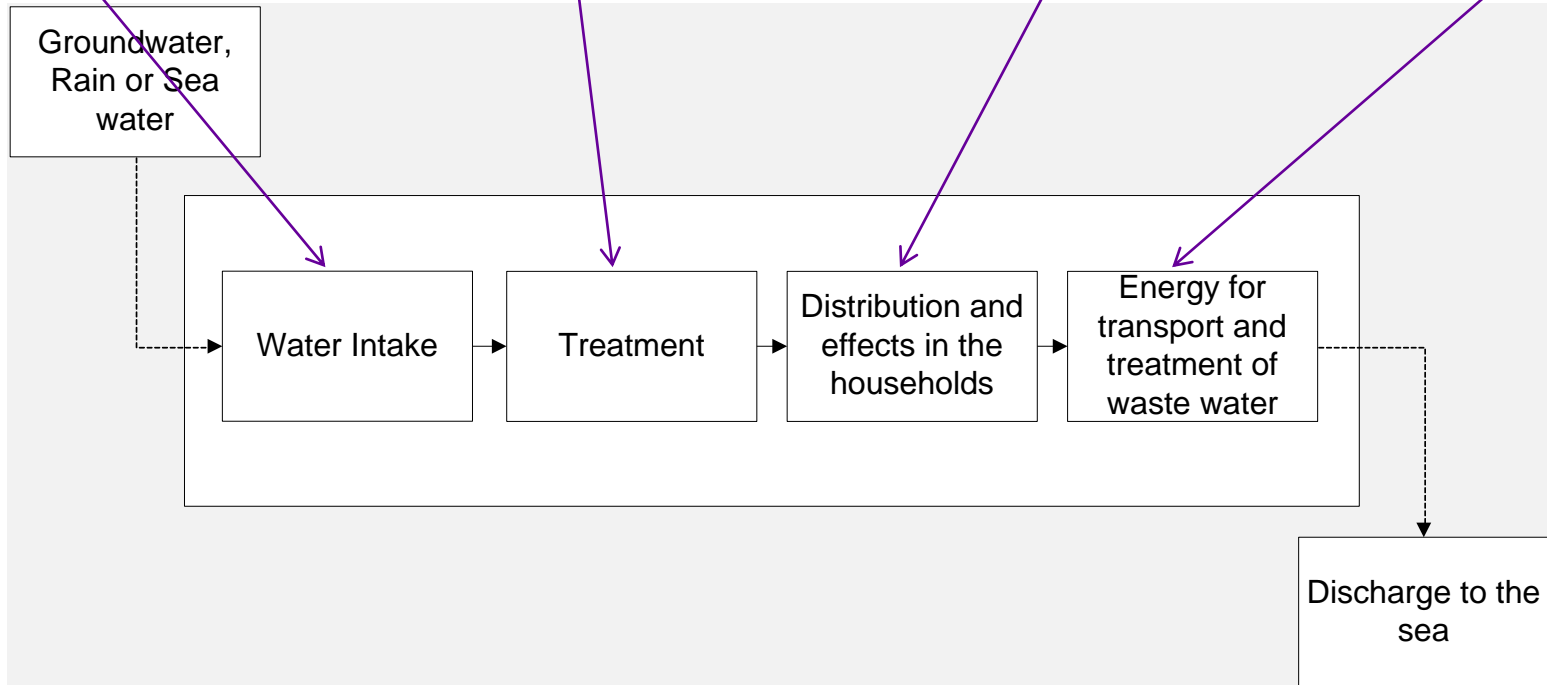 Groundwater,
Rain or Sea
water
Water Intake
Treatment
Distribution and
effects in the
households
Energy for
transport and
treatment of
waste water
Discharge to the
sea